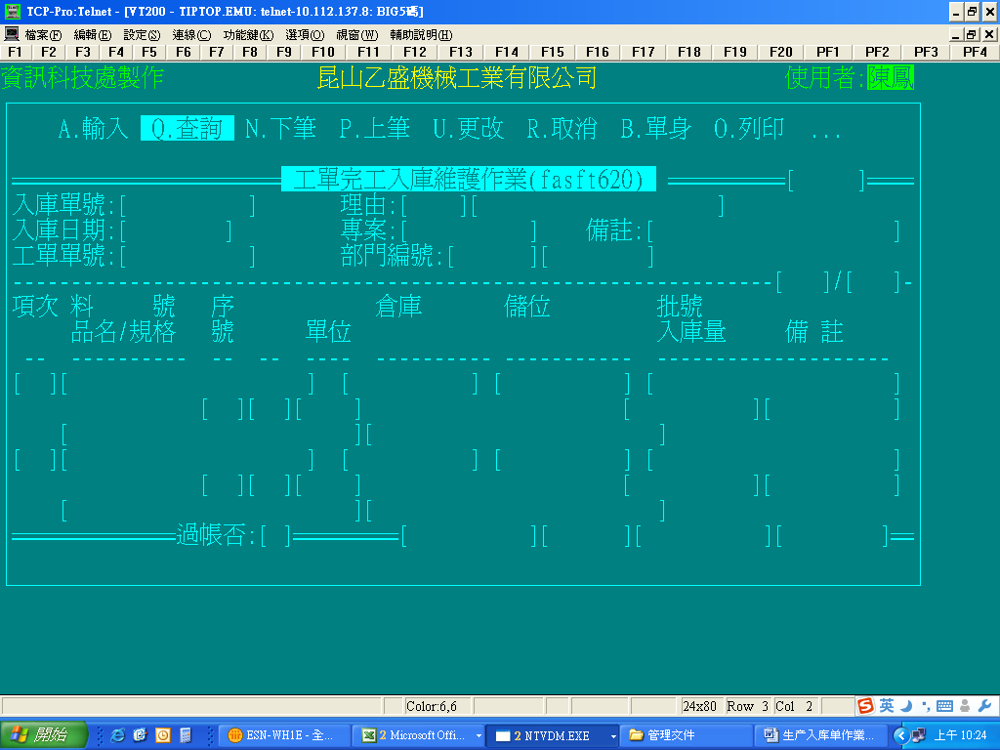 TCP-Pro:Telnet - [VT200 - TIPTOP.EMU: telnet-10.112.137.8: BIG5碼]
檔案(F) 編輯(E) 設定(S) 連線(C) 功能鍵(K) 選項(O) 視窗(W) 輔助說明(H)
F1 F2 F3 F4 F5 F6 F7 F8 F9 F10 F11 F12 F13 F14 F15 F16 F17 F18 F19 F20 PF1 PF2 PF3 PF4
資訊科技處製作 昆山乙盛機械工業有限公司 使用者:陳鳳
A.輸入 Q.查詢 N.下筆 P.上筆 U.更改 R.取消 B.單身 O.列印 ...
工單完工入庫維護作業(fasft620) [ ]
入庫單號:[ ] 理由:[ ][ ]
入庫日期:[ ] 專案:[ ] 備註:[ ]
工單單號:[ ] 部門編號:[ ][ ]
-----------------------------------------------------------------[ ]/[ ]-
項次 料 號 序 倉庫 儲位 批號
品名/規格 號 單位 入庫量 備 註
-- ---------- -- -- ---- ---------- ----------- --------------------
[ ][ ] [ ] [ ] [ ]
[ ][ ][ ] [ ][ ]
[ ][ ]
[ ][ ] [ ] [ ] [ ]
[ ][ ][ ] [ ][ ]
[ ][ ]
過帳否:[ ] [ ][ ][ ][ ]
Color:6,6 24x80 Row 3 Col 2
英
開始 ESN-WH1E - 全... 2 Microsoft Offi... 2 NTVDM.EXE 管理文件 生产入库单作業... 上午 10:24